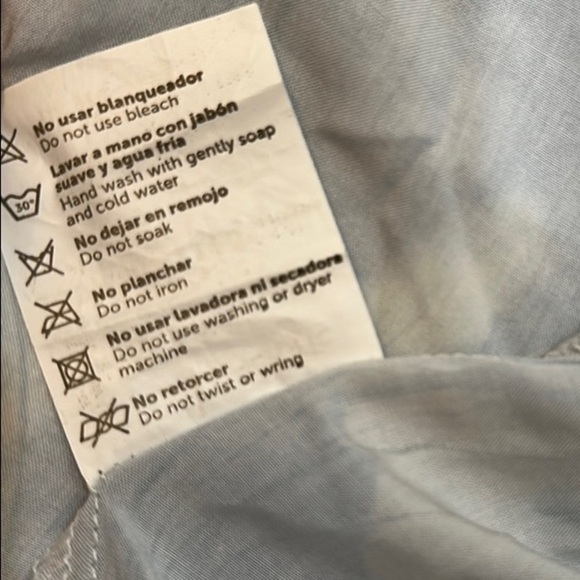 No usar blanqueador
Do not use bleach
Lavar a mano con jabón
suave y agua fría
Hand wash with gently soap
and cold water
30°
No dejar en remojo
Do not soak
No planchar
Do not iron
No usar lavadora ni secadora
Do not use washing or dryer
machine
No retorcer
Do not twist or wring